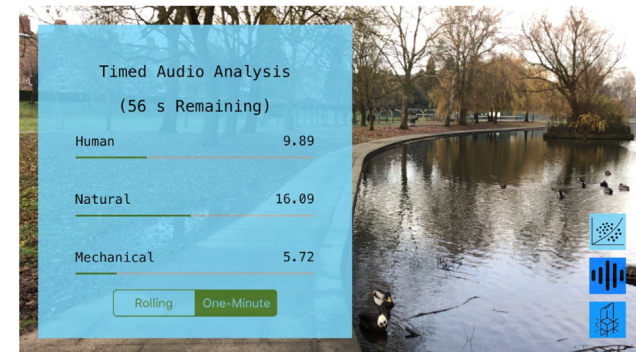 Timed Audio Analysis
(56 s Remaining)
Human 9.89
Natural 16.09
Mechanical 5.72
Rolling One-Minute